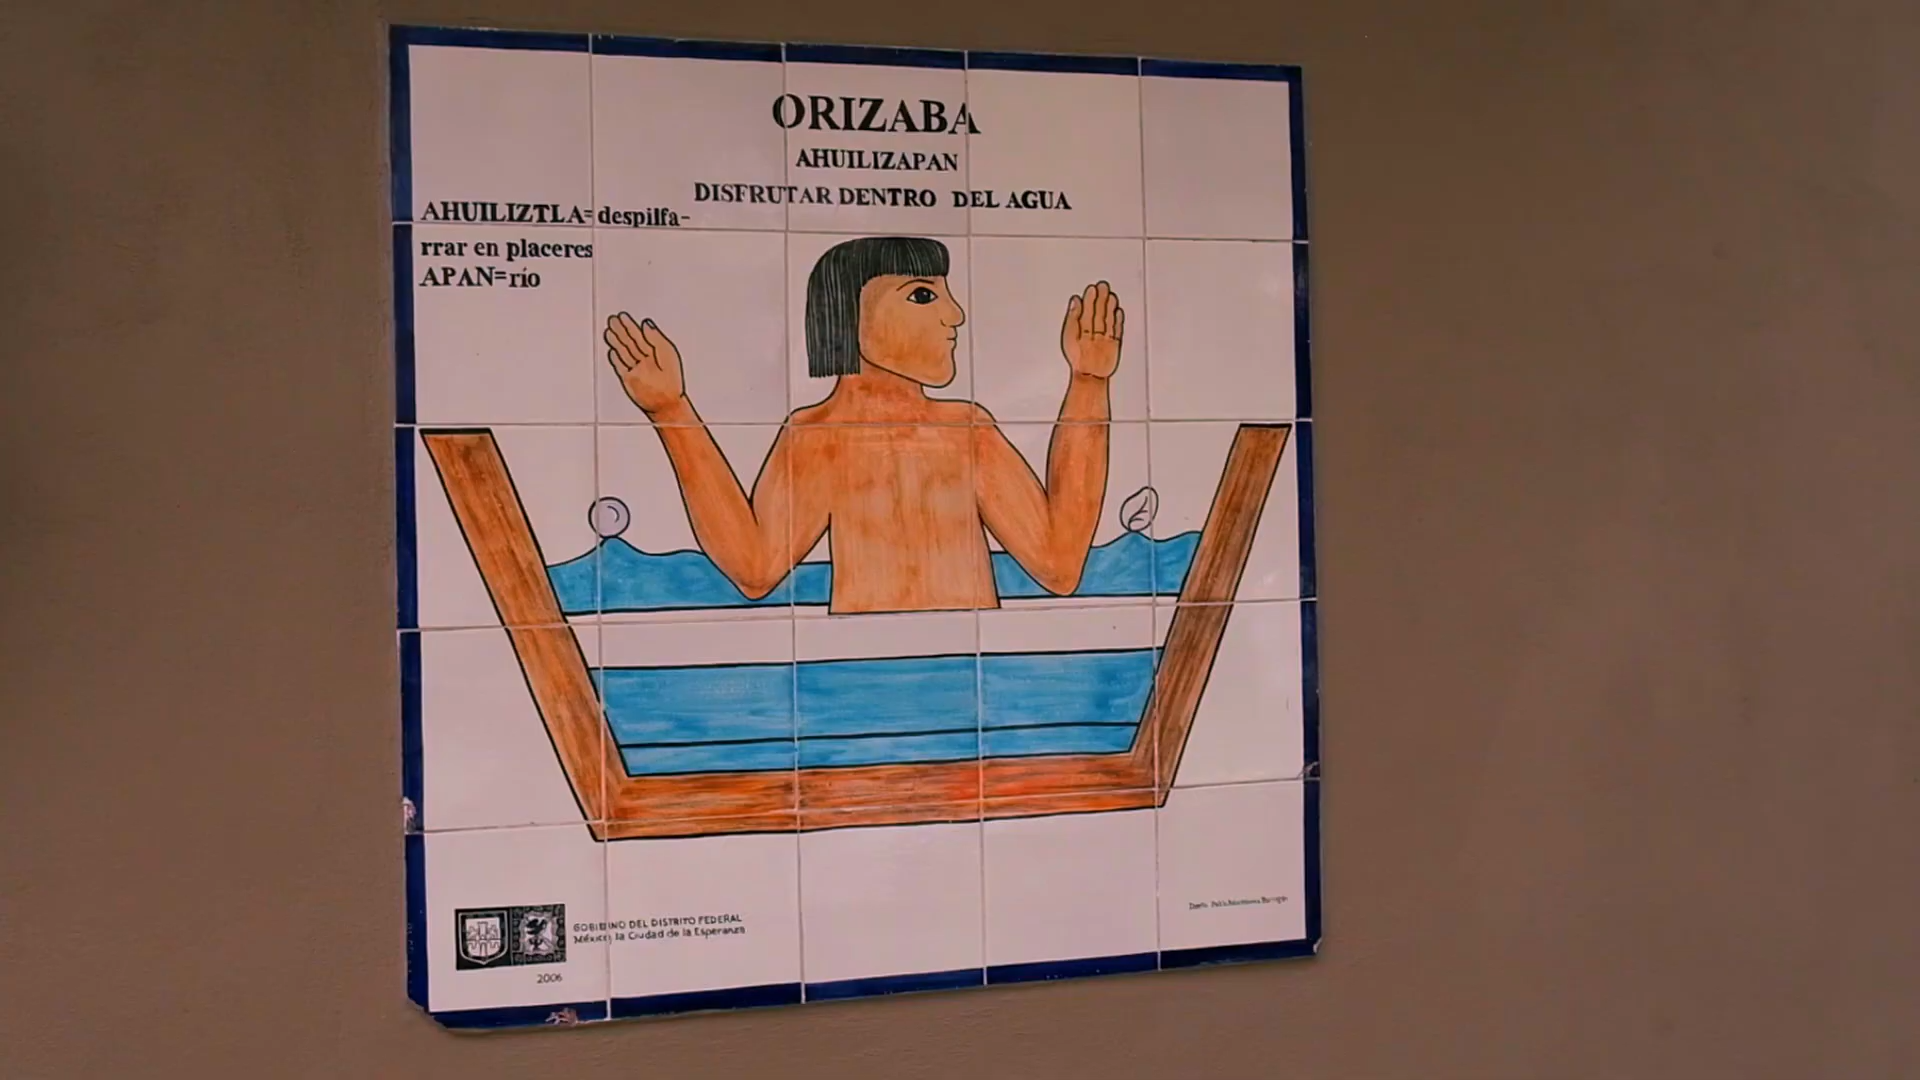 ORIZABA
AHUILIZAPAN
DISFRUTAR DENTRO DEL AGUA
AHUILIZTLA=despilfa-
rrar en placeres
APAN=río
GOBIERNO DEL DISTRITO FEDERAL
México, la Ciudad de la Esperanza
2006